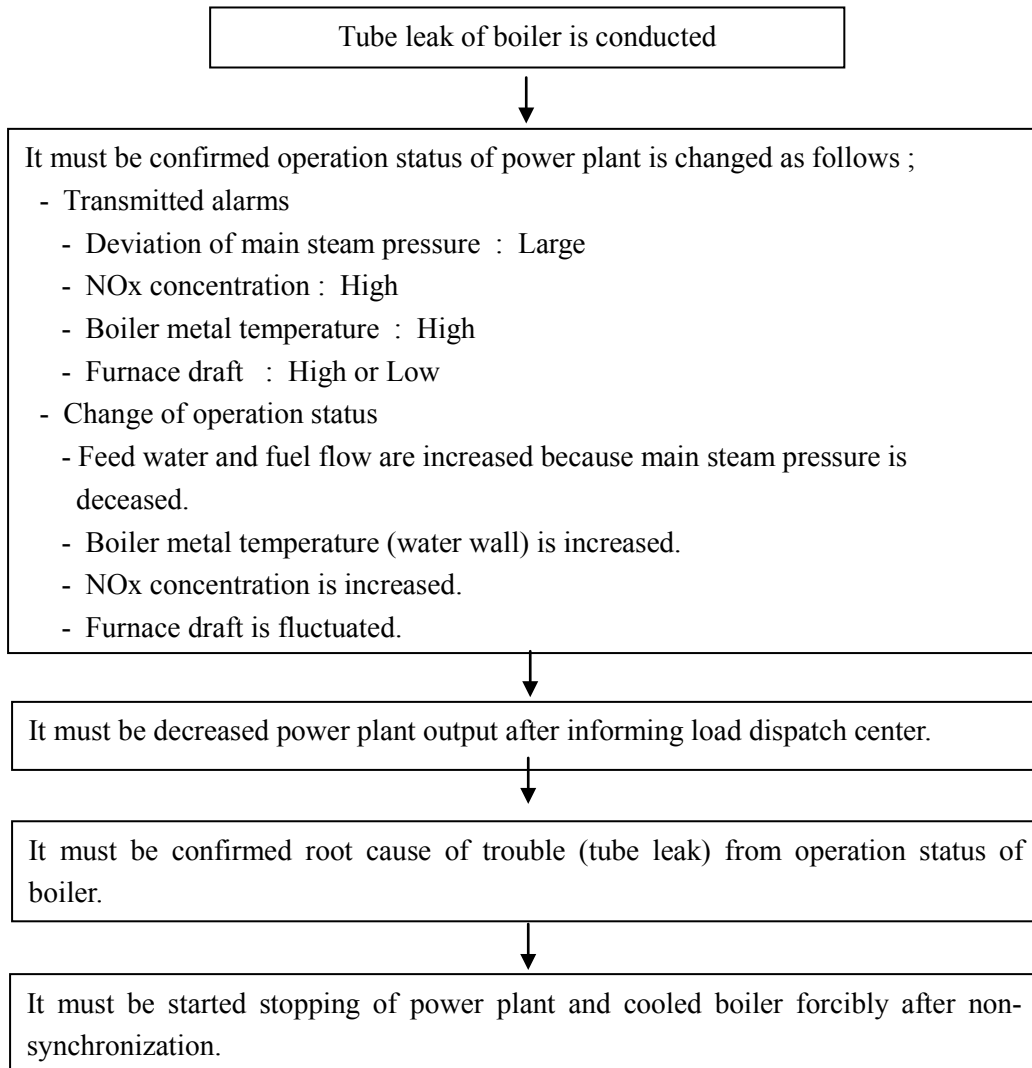 Tube leak of boiler is conducted
It must be confirmed operation status of power plant is changed as follows ;
- Transmitted alarms
- Deviation of main steam pressure : Large
- NOx concentration : High
- Boiler metal temperature : High
- Furnace draft : High or Low
- Change of operation status
- Feed water and fuel flow are increased because main steam pressure is
deceased.
- Boiler metal temperature (water wall) is increased.
- NOx concentration is increased.
- Furnace draft is fluctuated.
It must be decreased power plant output after informing load dispatch center.
It must be confirmed root cause of trouble (tube leak) from operation status of
boiler.
It must be started stopping of power plant and cooled boiler forcibly after non-
synchronization.